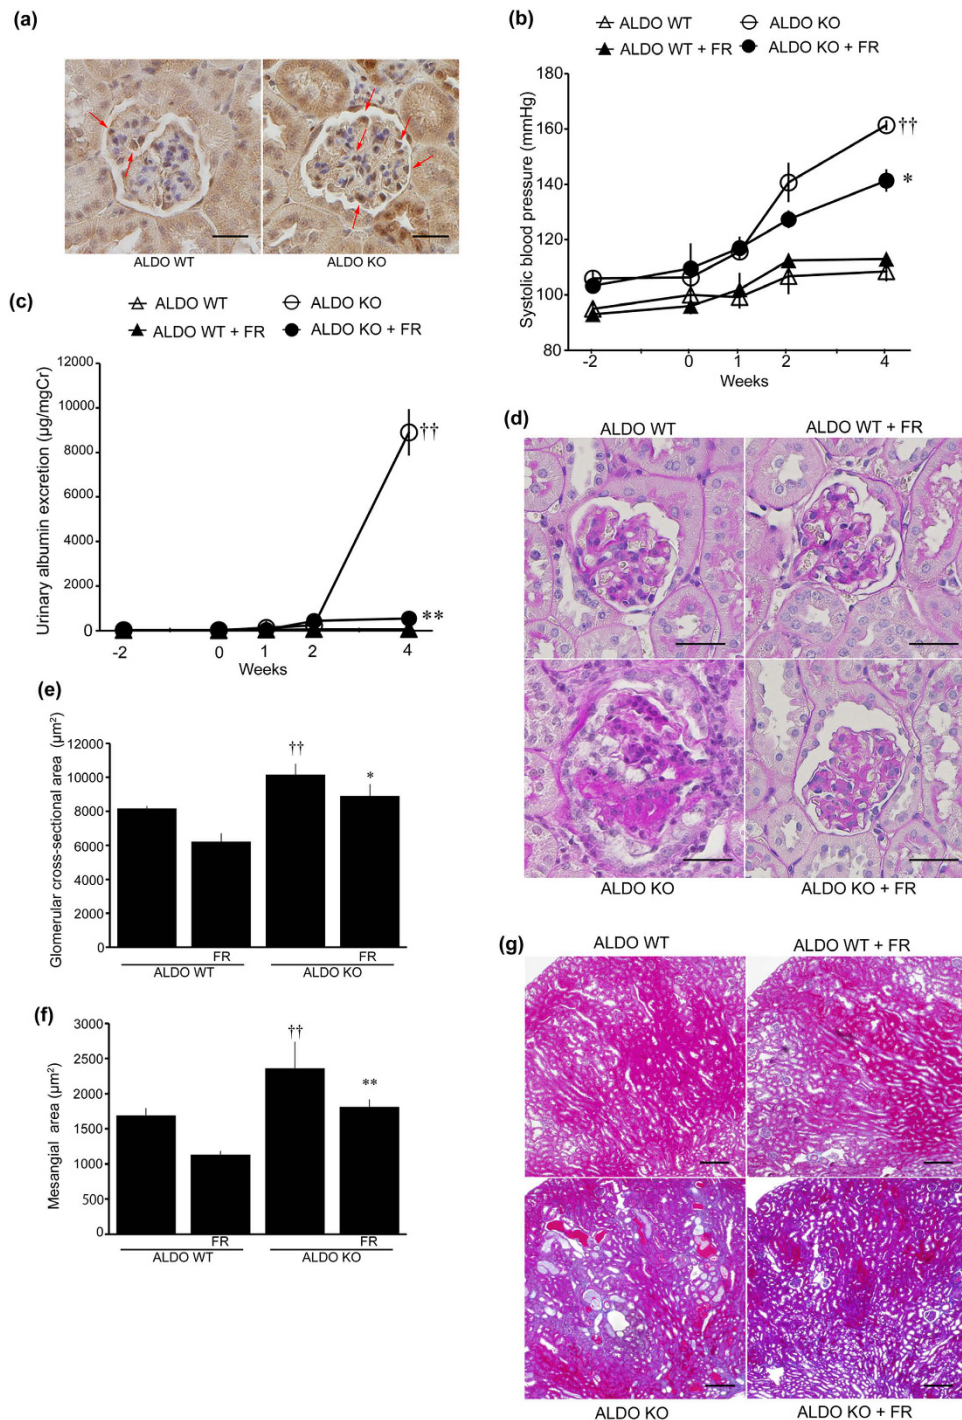 (a)
ALDO WT
ALDO KO
(b)
ALDO WT
ALDO KO
ALDO WT + FR
ALDO KO + FR
Systolic blood pressure (mmHg)
180
160
140
120
100
80
-2
0
1
2
4
Weeks
††
*
(c)
ALDO WT
ALDO KO
ALDO WT + FR
ALDO KO + FR
Urinary albumin excretion (µg/mgCr)
12000
10000
8000
6000
4000
2000
0
-2
0
1
2
4
Weeks
††
**
(d)
ALDO WT
ALDO WT + FR
ALDO KO
ALDO KO + FR
(e)
Glomerular cross-sectional area (µm²)
12000
10000
8000
6000
4000
2000
0
††
*
FR
FR
ALDO WT
ALDO KO
(f)
Mesangial area (µm²)
3000
2500
2000
1500
1000
500
0
††
**
FR
FR
ALDO WT
ALDO KO
(g)
ALDO WT
ALDO WT + FR
ALDO KO
ALDO KO + FR